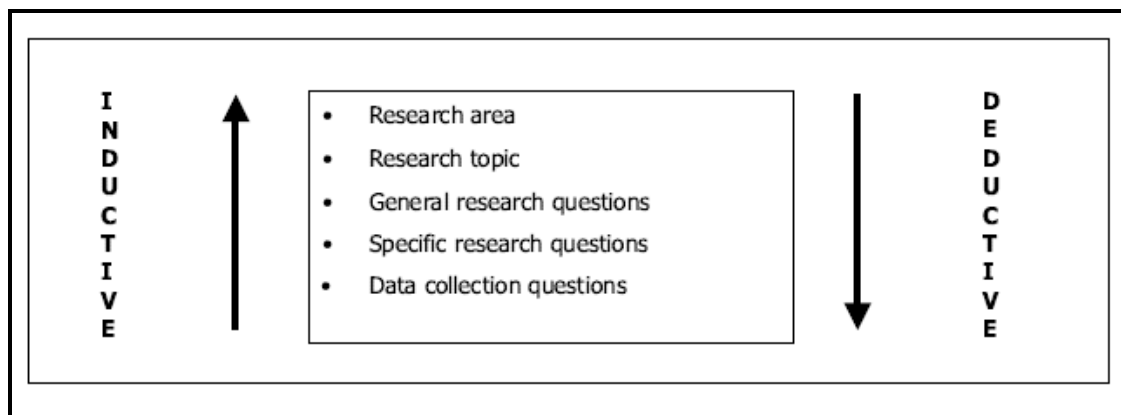 INDUCTIVE
• Research area
• Research topic
• General research questions
• Specific research questions
• Data collection questions
DEDUCTIVE